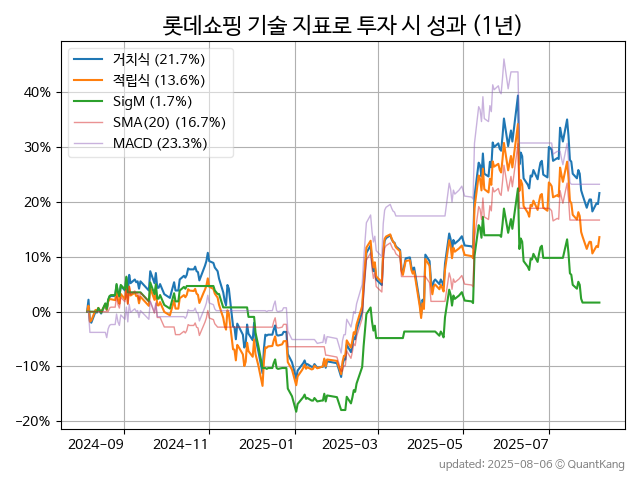 롯데쇼핑 기술 지표로 투자 시 성과 (1년)
거치식 (21.7%)
적립식 (13.6%)
SigM (1.7%)
SMA(20) (16.7%)
MACD (23.3%)
40%
30%
20%
10%
0%
−10%
−20%
2024-09
2024-11
2025-01
2025-03
2025-05
2025-07
updated: 2025-08-06 © QuantKang